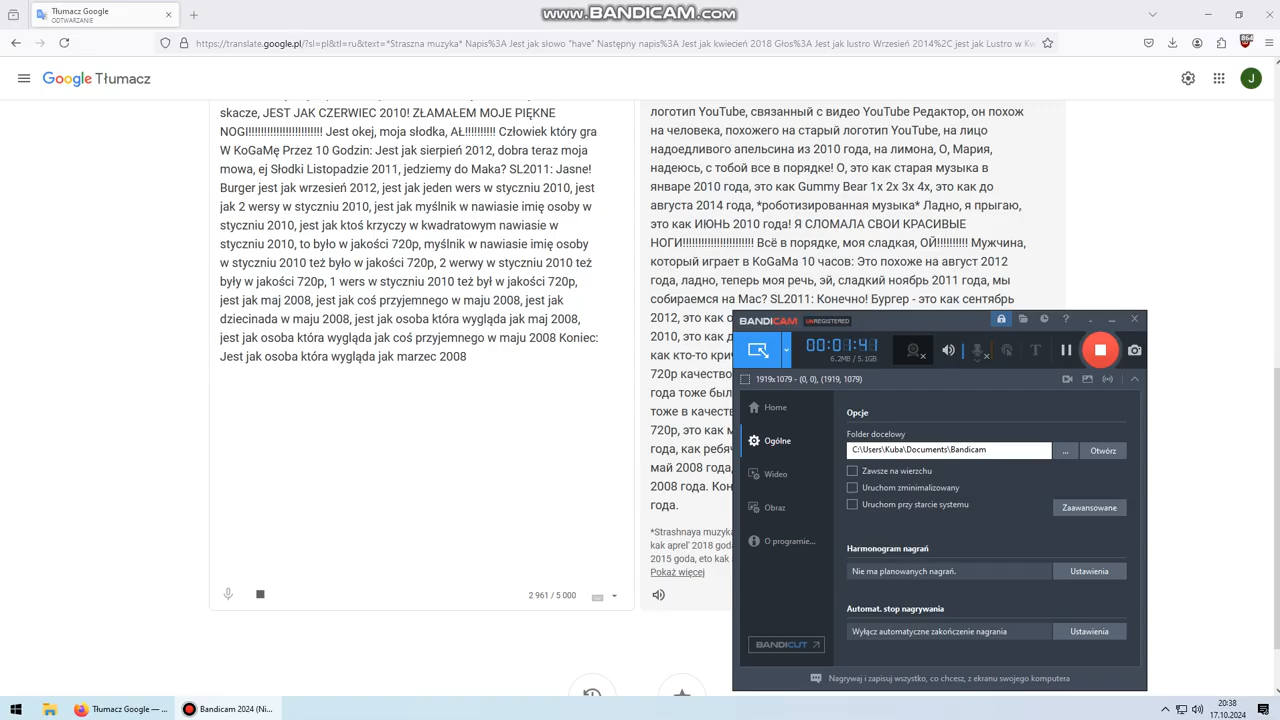 www.BANDICAM.com
Tłumacz Google
ODTWARZANIE
https://translate.google.pl/?sl=pl&tl=ru&text=*Straszna muzyka* Napis%3A Jest jak słowo "have" Następny napis%3A Jest jak kwiecień 2018 Głos%3A Jest jak lustro Wrzesień 2014%2C jest jak Lustro w Kw
Google Tłumacz
J
skacze, JEST JAK CZERWIEC 2010! ZŁAMAŁEM MOJE PIĘKNE
NOGI!!!!!!!!!!!!!!!!!!!!!!!! Jest okej, moja słodka, AŁ!!!!!!!!!! Człowiek który gra
W KoGaMę Przez 10 Godzin: Jest jak sierpień 2012, dobra teraz moja
mowa, ej Słodki Listopadzie 2011, jedziemy do Maka? SL2011: Jasne!
Burger jest jak wrzesień 2012, jest jak jeden wers w styczniu 2010, jest
jak 2 wersy w styczniu 2010, jest jak myślnik w nawiasie imię osoby w
styczniu 2010, jest jak ktoś krzyczy w kwadratowym nawiasie w
styczniu 2010, to było w jakości 720p, myślnik w nawiasie imię osoby
w styczniu 2010 też było w jakości 720p, 2 werwy w styczniu 2010 też
były w jakości 720p, 1 wers w styczniu 2010 też był w jakości 720p,
jest jak maj 2008, jest jak coś przyjemnego w maju 2008, jest jak
dziecinada w maju 2008, jest jak osoba która wygląda jak maj 2008,
jest jak osoba która wygląda jak coś przyjemnego w maju 2008 Koniec:
Jest jak osoba która wygląda jak marzec 2008
2 961 / 5 000
логотип YouTube, связанный с видео YouTube Редактор, он похож
на человека, похожего на старый логотип YouTube, на лицо
надоедливого апельсина из 2010 года, на лимона, О, Мария,
надеюсь, с тобой все в порядке! О, это как старая музыка в
январе 2010 года, это как Gummy Bear 1x 2x 3x 4x, это как до
августа 2014 года, *роботизированная музыка* Ладно, я прыгаю,
это как ИЮНЬ 2010 года! Я СЛОМАЛА СВОИ КРАСИВЫЕ
НОГИ!!!!!!!!!!!!!!!!!!!!!!!! Всё в порядке, моя сладкая, ОЙ!!!!!!!!!! Мужчина,
который играет в KoGaMa 10 часов: Это похоже на август 2012
года, ладно, теперь моя речь, эй, сладкий ноябрь 2011 года, мы
собираемся на Mac? SL2011: Конечно! Бургер - это как сентябрь
2012, это как о
2010, это как д
как кто-то кри
720p качество
года тоже был
тоже в качеств
720p, это как м
года, как ребяч
май 2008 года,
2008 года. Кон
года.
*Strashnaya muzyka
kak aprel' 2018 goda
2015 goda, eto kak
Pokaż więcej
BANDICAM UNREGISTERED
00:01:41
6.2MB / 5.1GB
1919x1079 - (0, 0), (1919, 1079)
Home
Ogólne
Wideo
Obraz
O programie...
BANDICUT
Opcje
Folder docelowy
C:\Users\Kuba\Documents\Bandicam
...
Otwórz
Zawsze na wierzchu
Uruchom zminimalizowany
Uruchom przy starcie systemu
Zaawansowane
Harmonogram nagrań
Nie ma planowanych nagrań.
Ustawienia
Automat. stop nagrywania
Wyłącz automatyczne zakończenie nagrania
Ustawienia
Nagrywaj i zapisuj wszystko, co chcesz, z ekranu swojego komputera
Tłumacz Google — ...
Bandicam 2024 (Ni...
20:38
17.10.2024